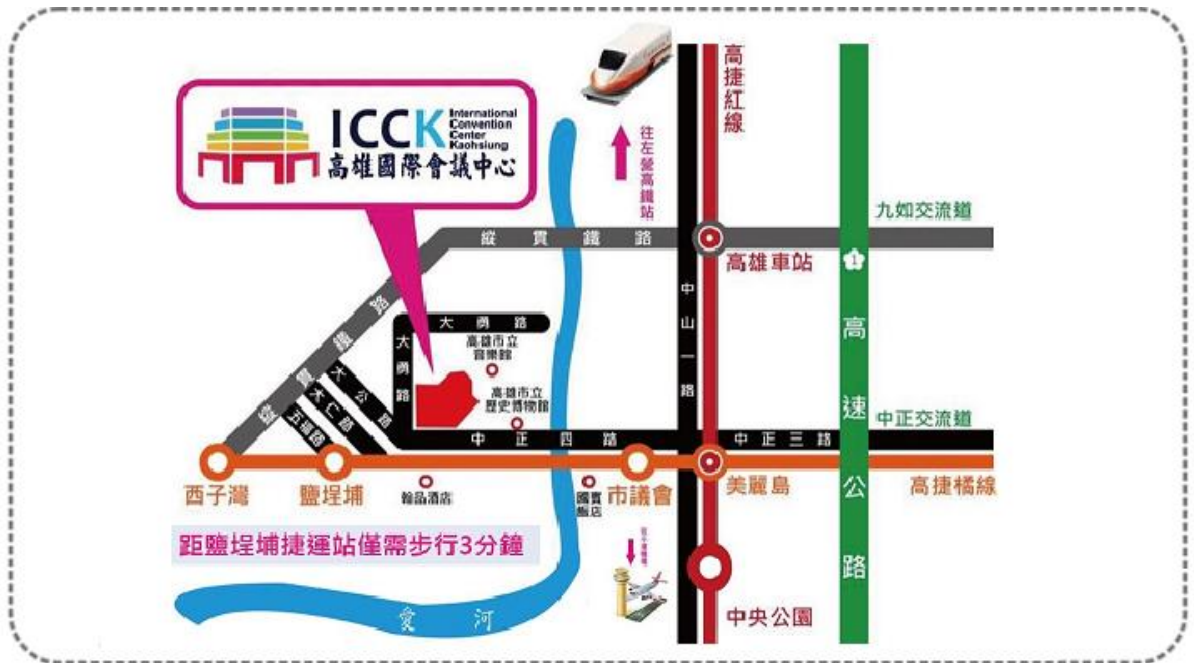 ICCK
International
Convention
Center
Kaohsiung
高雄國際會議中心
往左營高鐵站
高捷紅線
九如交流道
縱貫鐵路
高雄車站
1
中山一路
大勇路
大勇路
高雄市立
音樂館
高雄市立
歷史博物館
縱貫鐵路
大公路
大仁路
五福路
高速公路
中正交流道
中正四路
中正三路
西子灣
鹽埕埔
翰品酒店
國賓
飯店
市議會
美麗島
高捷橘線
距鹽埕埔捷運站僅需步行3分鐘
愛河
中央公園